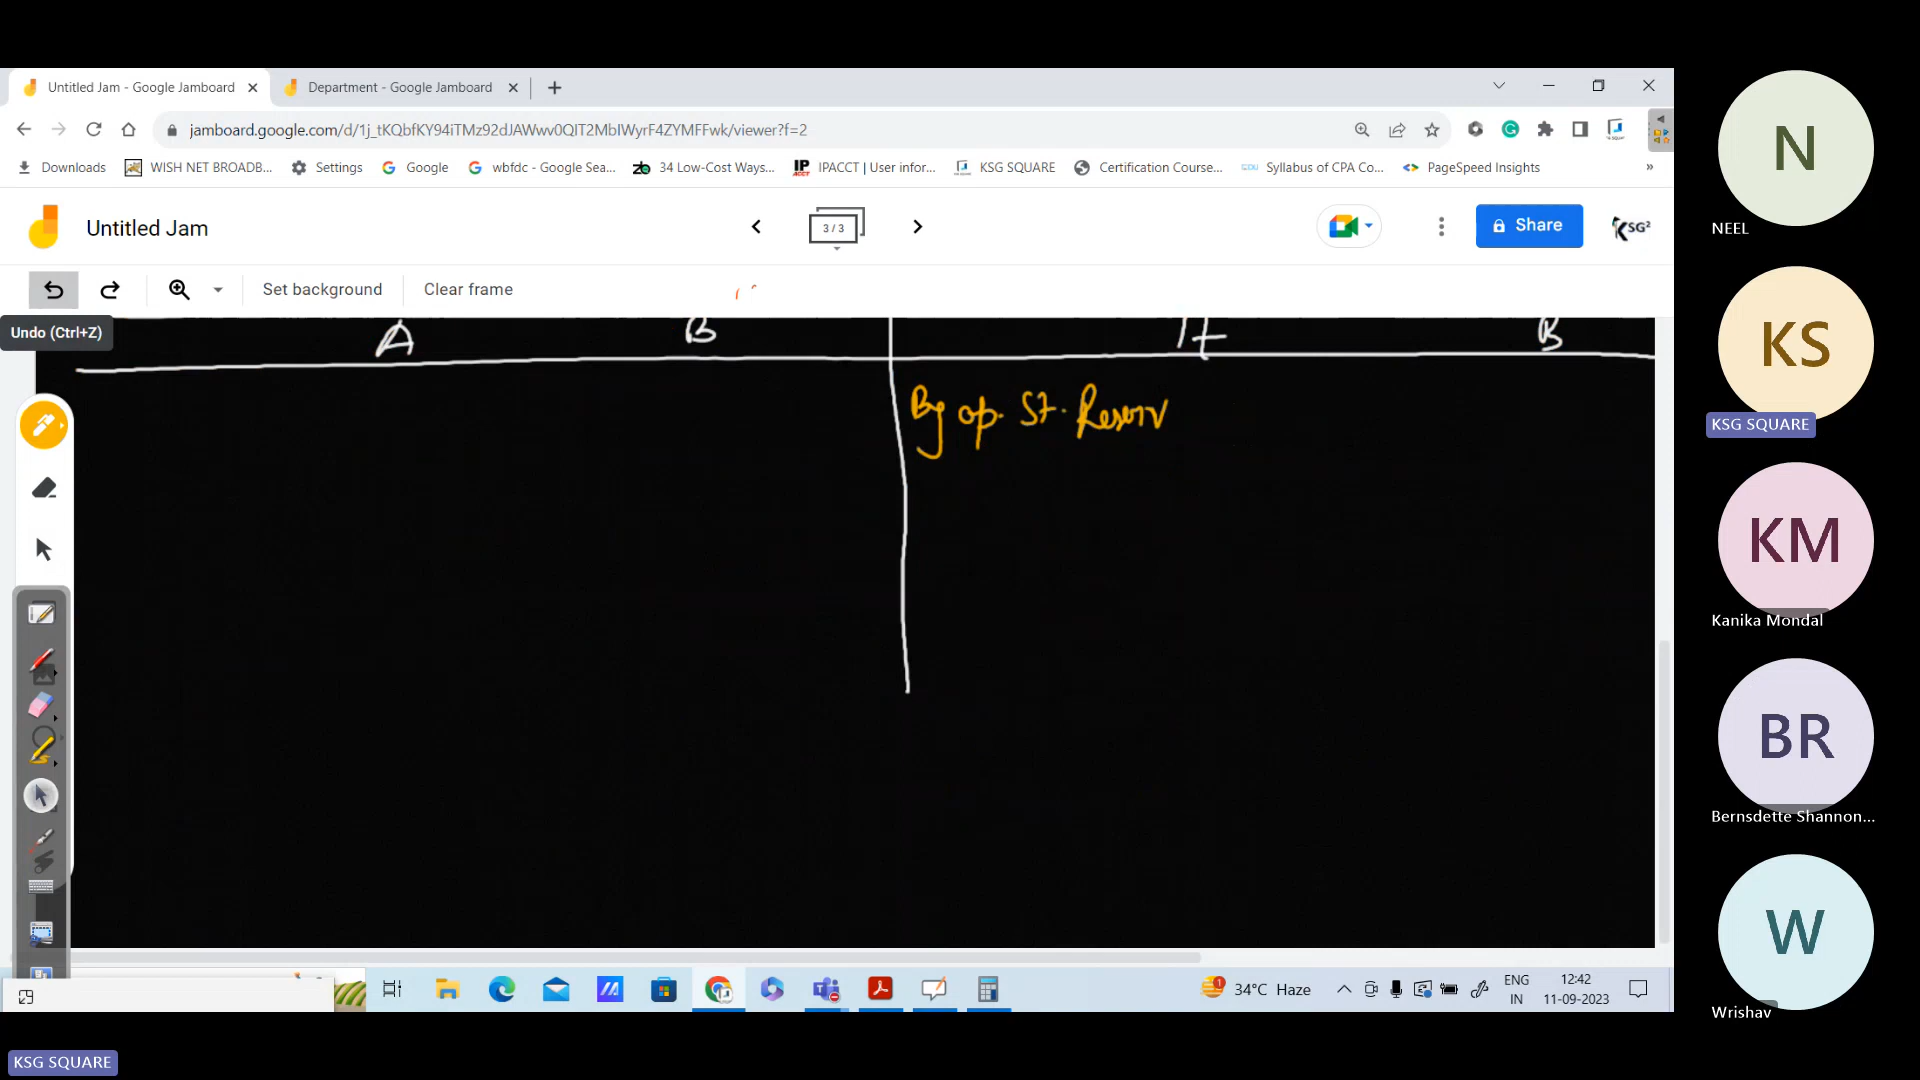 Untitled Jam - Google Jamboard
Department - Google Jamboard
jamboard.google.com/d/1j_tKQbfKY94iTMz92dJAWwv0QIT2MbIWyrF4ZYMFFwk/viewer?f=2
Downloads WISH NET BROADB... Settings Google wbfdc - Google Sea... 34 Low-Cost Ways... IPACCT | User infor... KSG SQUARE Certification Course... Syllabus of CPA Co... PageSpeed Insights »
Untitled Jam
3 / 3
Share
KSG²
Set background
Clear frame
Undo (Ctrl+Z)
A B B
By op. St. Reserv
N
NEEL
KS
KSG SQUARE
KM
Kanika Mondal
BR
Bernsdette Shannon...
W
Wrishav
1 34°C Haze
ENG
IN
12:42
11-09-2023
KSG SQUARE